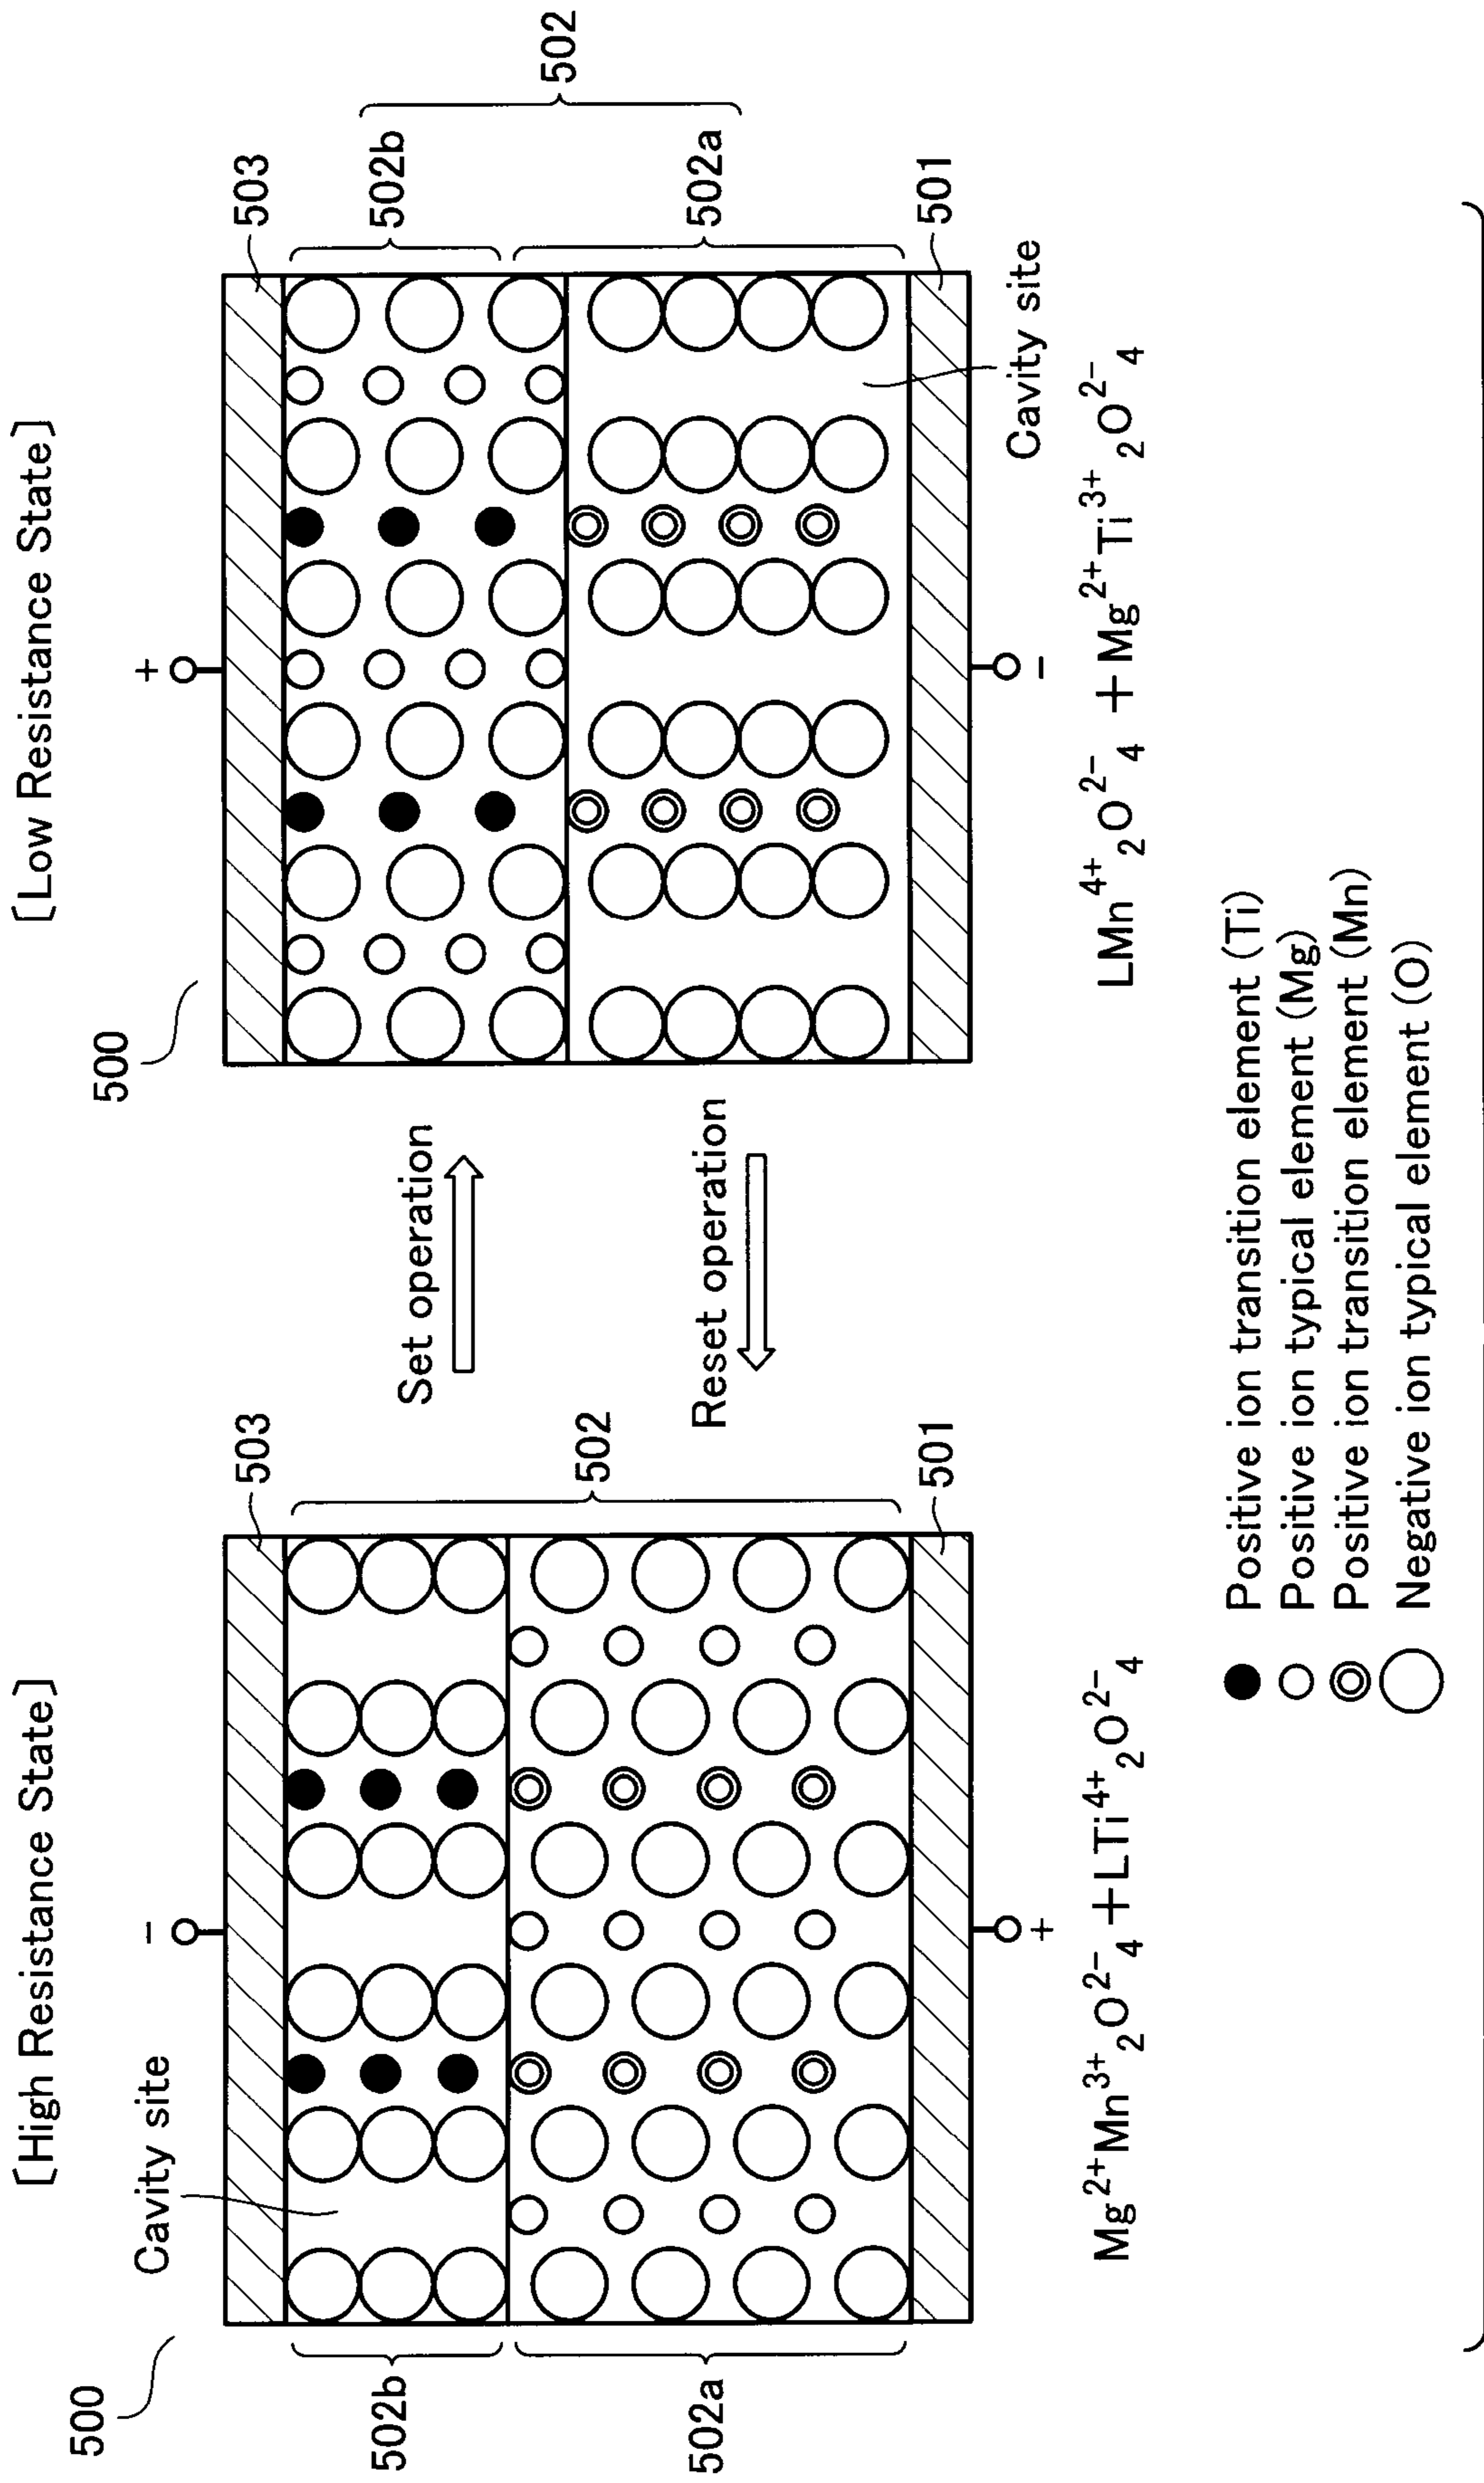 [High Resistance State]
[Low Resistance State]
500
Cavity site
−
503
502b
502a
502
501
+
Mg2+Mn3+2O2−4+LTi4+2O2−4
Set operation
Reset operation
500
+
503
502b
502a
502
501
−
Cavity site
LMn4+2O2−4+Mg2+Ti3+2O2−4
Positive ion transition element (Ti)
Positive ion typical element (Mg)
Positive ion transition element (Mn)
Negative ion typical element (O)